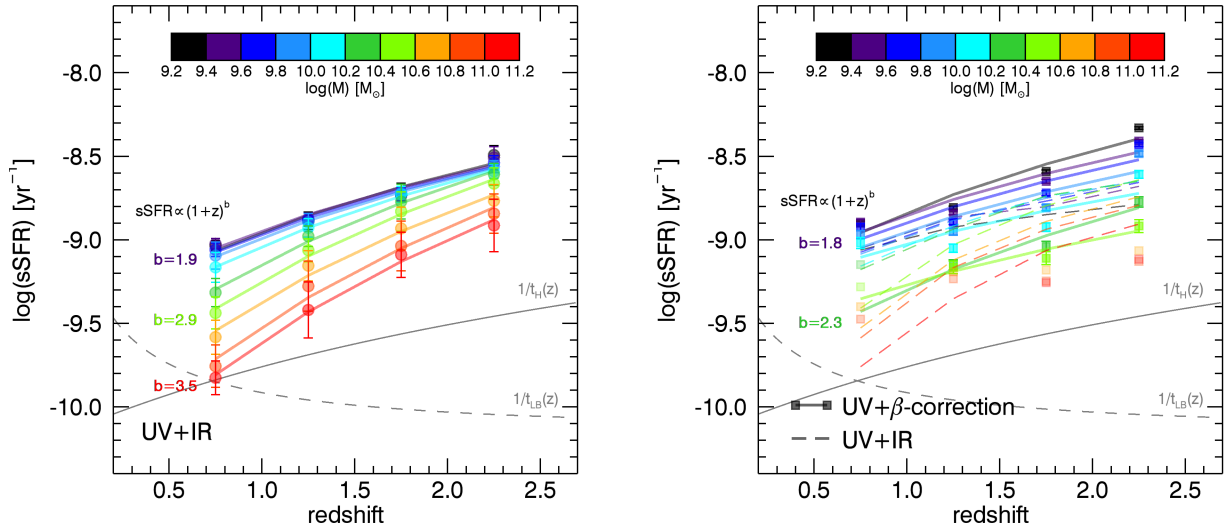 9.2 9.4 9.6 9.8 10.0 10.2 10.4 10.6 10.8 11.0 11.2
log(M) [M☉]
-8.0
-8.5
-9.0
-9.5
-10.0
log(sSFR) [yr⁻¹]
sSFR∝(1+z)ᵇ
b=1.9
b=2.9
b=3.5
1/t_H(z)
1/t_LB(z)
UV+IR
0.5 1.0 1.5 2.0 2.5
redshift
9.2 9.4 9.6 9.8 10.0 10.2 10.4 10.6 10.8 11.0 11.2
log(M) [M☉]
-8.0
-8.5
-9.0
-9.5
-10.0
log(sSFR) [yr⁻¹]
sSFR∝(1+z)ᵇ
b=1.8
b=2.3
1/t_H(z)
1/t_LB(z)
UV+β-correction
UV+IR
0.5 1.0 1.5 2.0 2.5
redshift